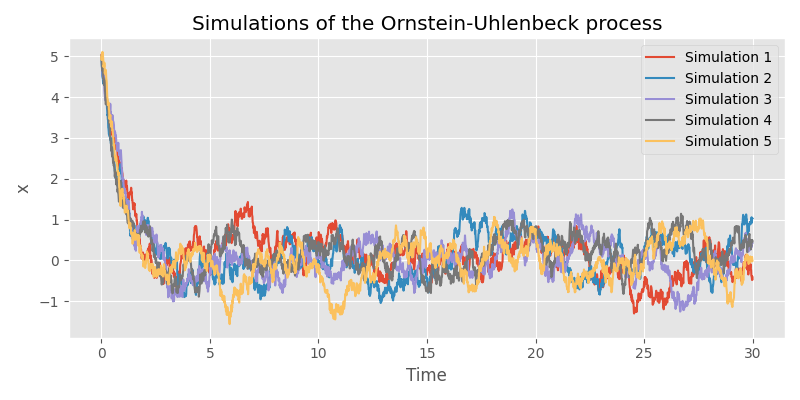 Simulations of the Ornstein-Uhlenbeck process
Simulation 1
Simulation 2
Simulation 3
Simulation 4
Simulation 5
5
4
3
2
1
0
−1
x
0
5
10
15
20
25
30
Time